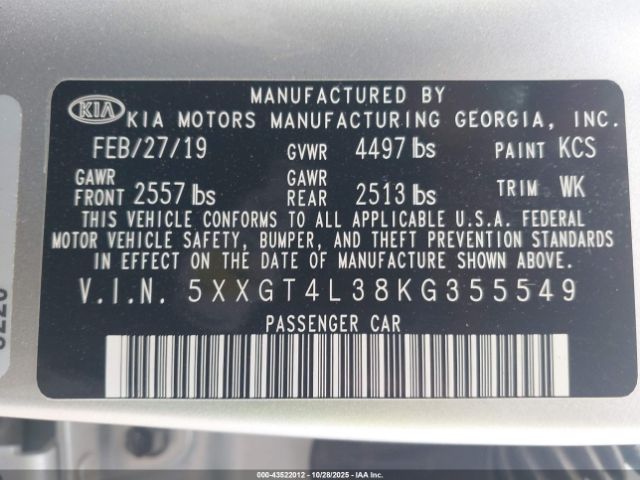 MANUFACTURED BY
KIA KIA MOTORS MANUFACTURING GEORGIA, INC.
FEB/27/19 GVWR 4497 lbs PAINT KCS
GAWR FRONT 2557 lbs GAWR REAR 2513 lbs TRIM WK
THIS VEHICLE CONFORMS TO ALL APPLICABLE U.S.A. FEDERAL
MOTOR VEHICLE SAFETY, BUMPER, AND THEFT PREVENTION STANDARDS
IN EFFECT ON THE DATE OF MANUFACTURE SHOWN ABOVE.
V.I.N. 5XXGT4L38KG355549
PASSENGER CAR
000-43522012 | 10/28/2025 - IAA Inc.